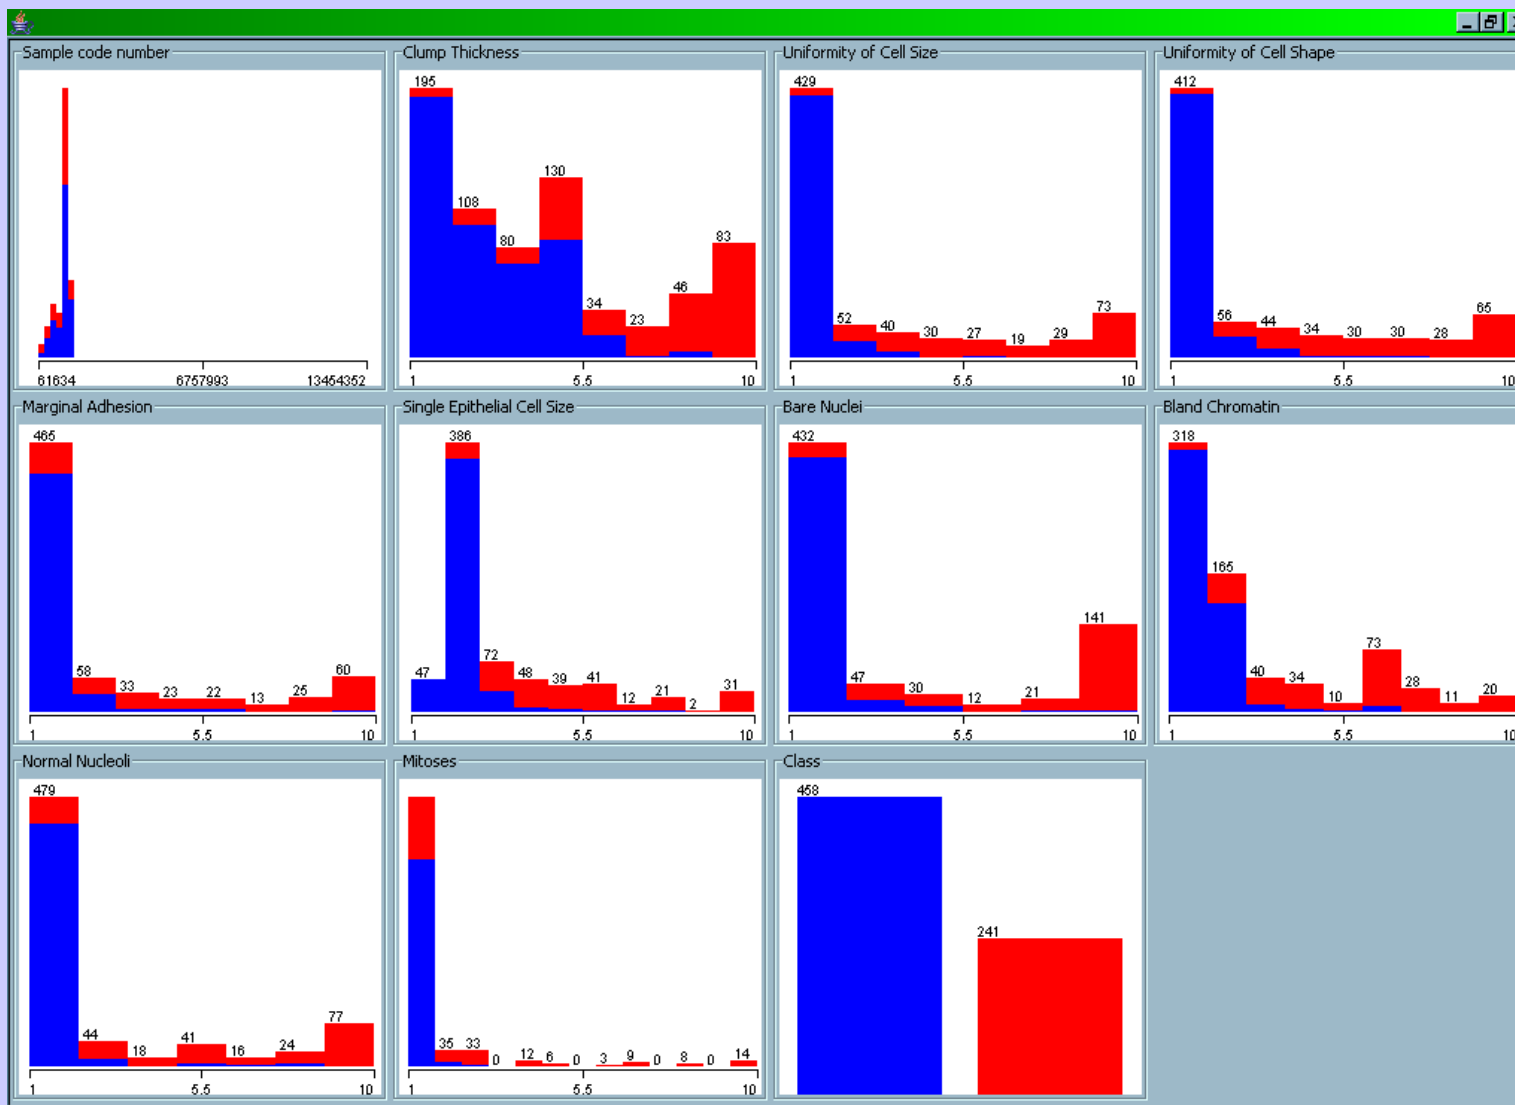 Sample code number
61634 6757993 13454352
Clump Thickness
195 108 80 130 34 23 46 83
1 5.5 10
Uniformity of Cell Size
429 52 40 30 27 19 29 73
1 5.5 10
Uniformity of Cell Shape
412 56 44 34 30 30 28 65
1 5.5 10
Marginal Adhesion
465 58 33 23 22 13 25 60
1 5.5 10
Single Epithelial Cell Size
47 386 72 48 39 41 12 21 2 31
1 5.5 10
Bare Nuclei
432 47 30 12 21 141
1 5.5 10
Bland Chromatin
318 165 40 34 10 73 28 11 20
1 5.5 10
Normal Nucleoli
479 44 18 41 16 24 77
1 5.5 10
Mitoses
35 33 0 12 6 0 3 9 0 8 0 14
1 5.5 10
Class
458 241